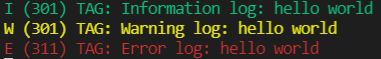 I (301) TAG: Information log: hello world
W (301) TAG: Warning log: hello world
E (311) TAG: Error log: hello world